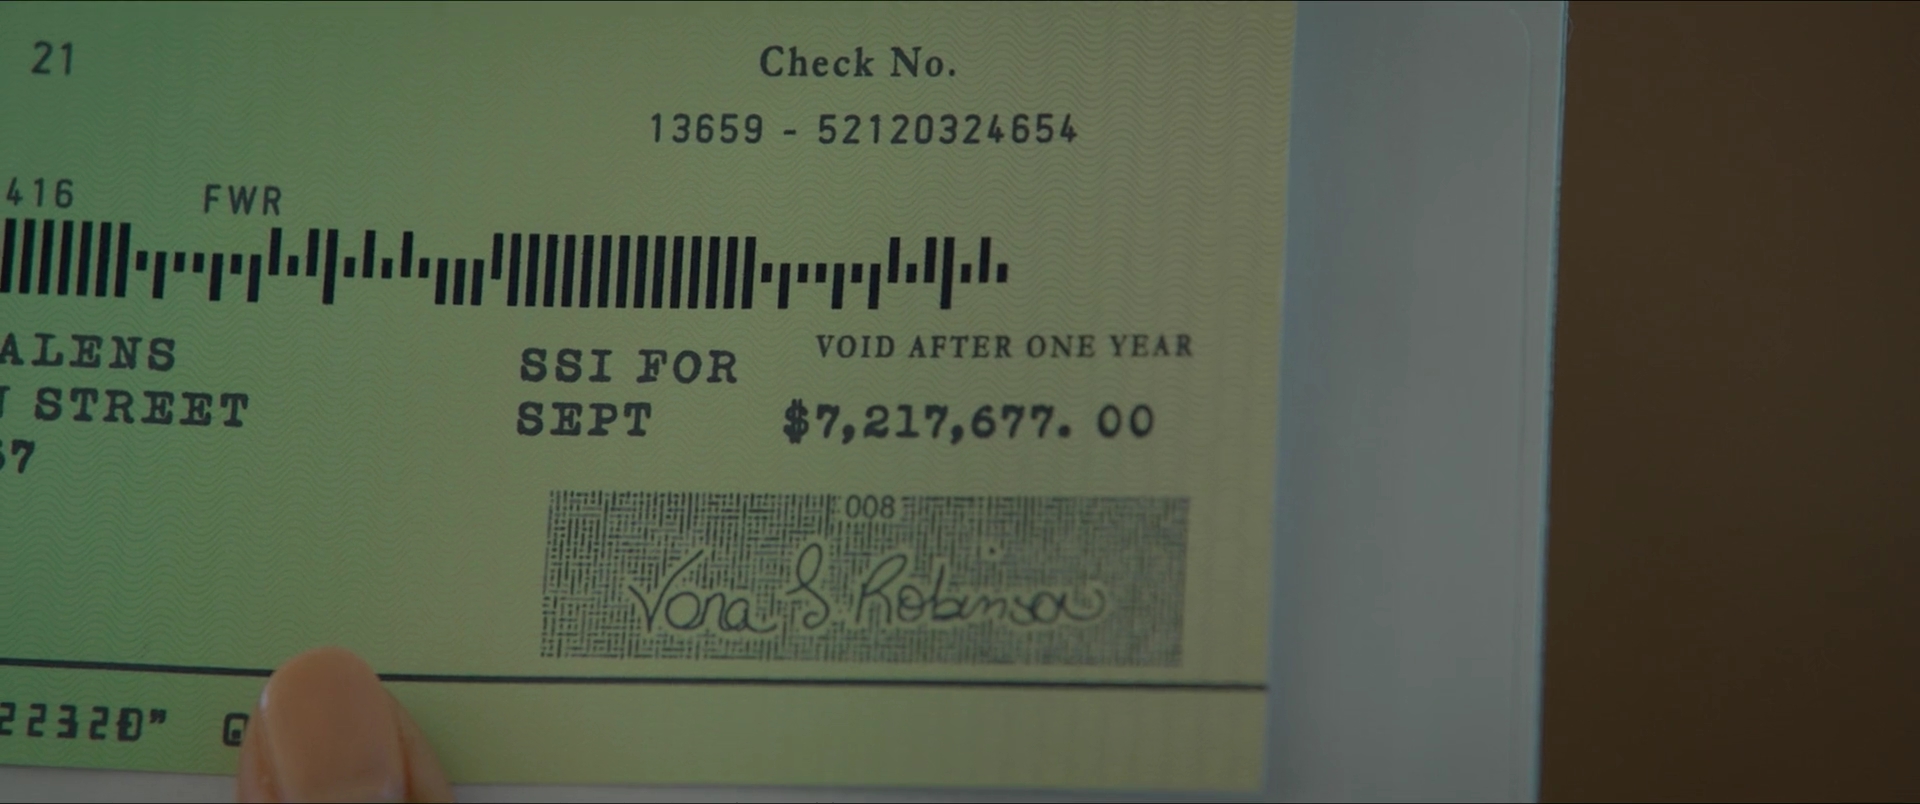 21
Check No.
13659 - 52120324654
416 FWR
ALENS
SSI FOR
VOID AFTER ONE YEAR
STREET
SEPT
$7,217,677. 00
67
008
Vona S Robinson